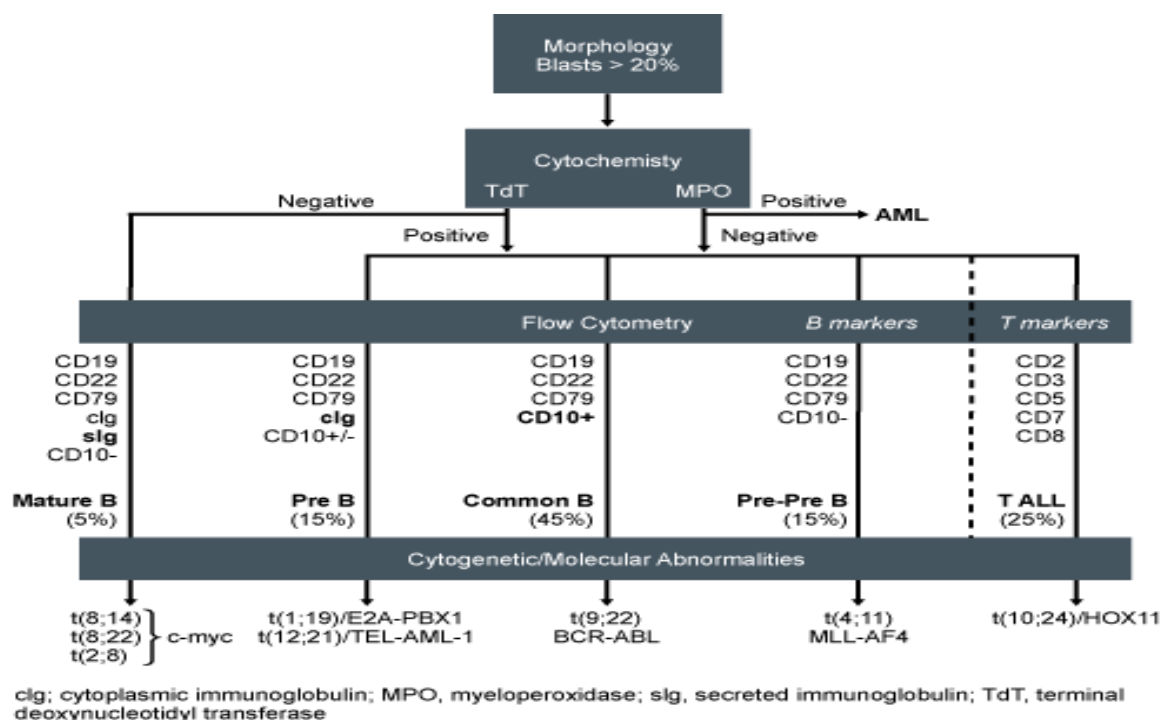 Morphology
Blasts > 20%
Cytochemisty
TdT MPO
Negative
Positive
Positive
Negative
AML
Flow Cytometry B markers T markers
CD19
CD22
CD79
cIg
sIg
CD10-
Mature B
(5%)
CD19
CD22
CD79
cIg
CD10+/-
Pre B
(15%)
CD19
CD22
CD79
CD10+
Common B
(45%)
CD19
CD22
CD79
CD10-
Pre-Pre B
(15%)
CD2
CD3
CD5
CD7
CD8
T ALL
(25%)
Cytogenetic/Molecular Abnormalities
t(8;14)
t(8;22)
t(2;8)
c-myc
t(1;19)/E2A-PBX1
t(12;21)/TEL-AML-1
t(9;22)
BCR-ABL
t(4;11)
MLL-AF4
t(10;24)/HOX11
cIg; cytoplasmic immunoglobulin; MPO, myeloperoxidase; sIg, secreted immunoglobulin; TdT, terminal
deoxynucleotidyl transferase